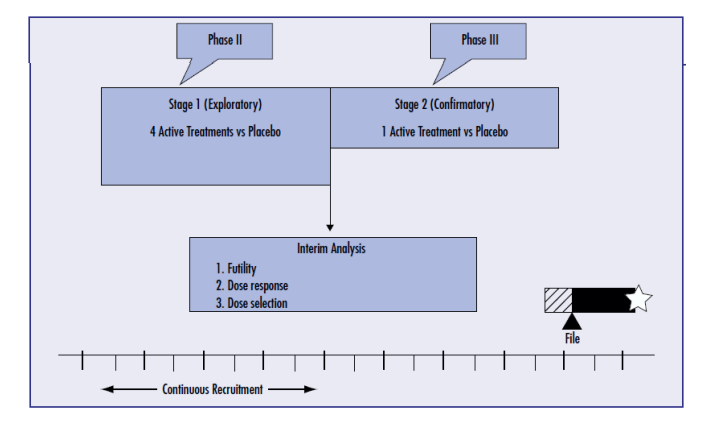 Phase II
Phase III
Stage 1 (Exploratory)
4 Active Treatments vs Placebo
Stage 2 (Confirmatory)
1 Active Treatment vs Placebo
Interim Analysis
1. Futility
2. Dose response
3. Dose selection
File
Continuous Recruitment